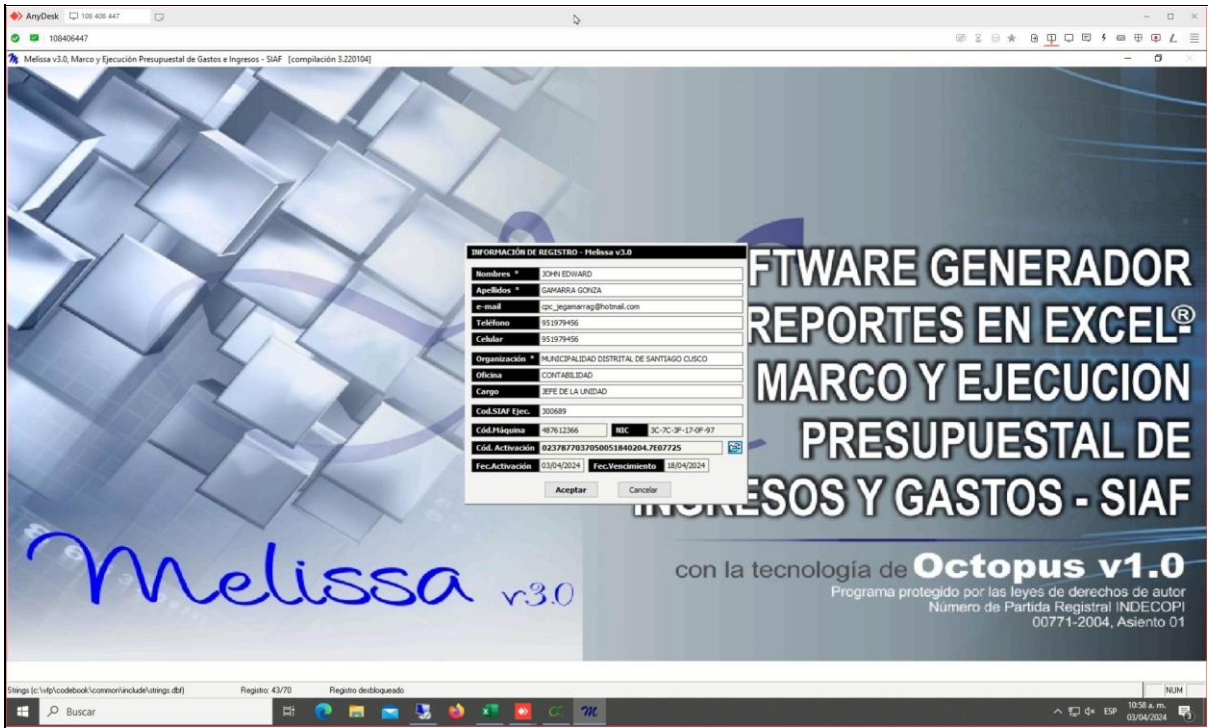 AnyDesk 108 406 447
108406447
Melissa v3.0, Marco y Ejecución Presupuestal de Gastos e Ingresos - SIAF [compilación 3.220104]
INFORMACIÓN DE REGISTRO - Melissa v3.0
Nombres * JOHN EDWARD
Apellidos * GAMARRA GONZA
e-mail cpc_jegamarrag@hotmail.com
Teléfono 951979456
Celular 951979456
Organización * MUNICIPALIDAD DISTRITAL DE SANTIAGO CUSCO
Oficina CONTABILIDAD
Cargo JEFE DE LA UNIDAD
Cod.SIAF Ejec. 300689
Cód.Máquina 487612366 NIC 3C-7C-3F-17-0F-97
Cód. Activación 0237877037050051840204.7E07725
Fec.Activación 03/04/2024 Fec.Vencimiento 18/04/2024
Aceptar Cancelar
FTWARE GENERADOR
REPORTES EN EXCEL®
MARCO Y EJECUCION
PRESUPUESTAL DE
INGRESOS Y GASTOS - SIAF
Melissa v3.0
con la tecnología de Octopus v1.0
Programa protegido por las leyes de derechos de autor
Número de Partida Registral INDECOPI
00771-2004, Asiento 01
Strings (c:\vfp\codebook\common\include\strings.dbf) Registro: 43/70 Registro desbloqueado NUM
Buscar ESP 10:58 a. m.
03/04/2024